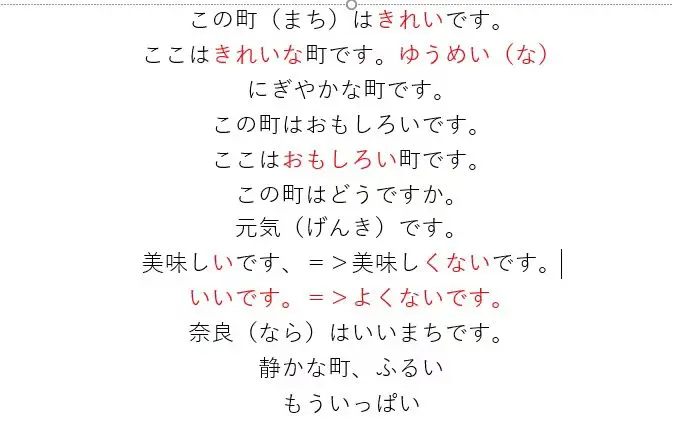 この町（まち）はきれいです。
ここはきれいな町です。ゆうめい（な）
にぎやかな町です。
この町はおもしろいです。
ここはおもしろい町です。
この町はどうですか。
元気（げんき）です。
美味しいです、＝＞美味しくないです。
いいです。＝＞よくないです。
奈良（なら）はいいまちです。
静かな町、ふるい
もういっぱい